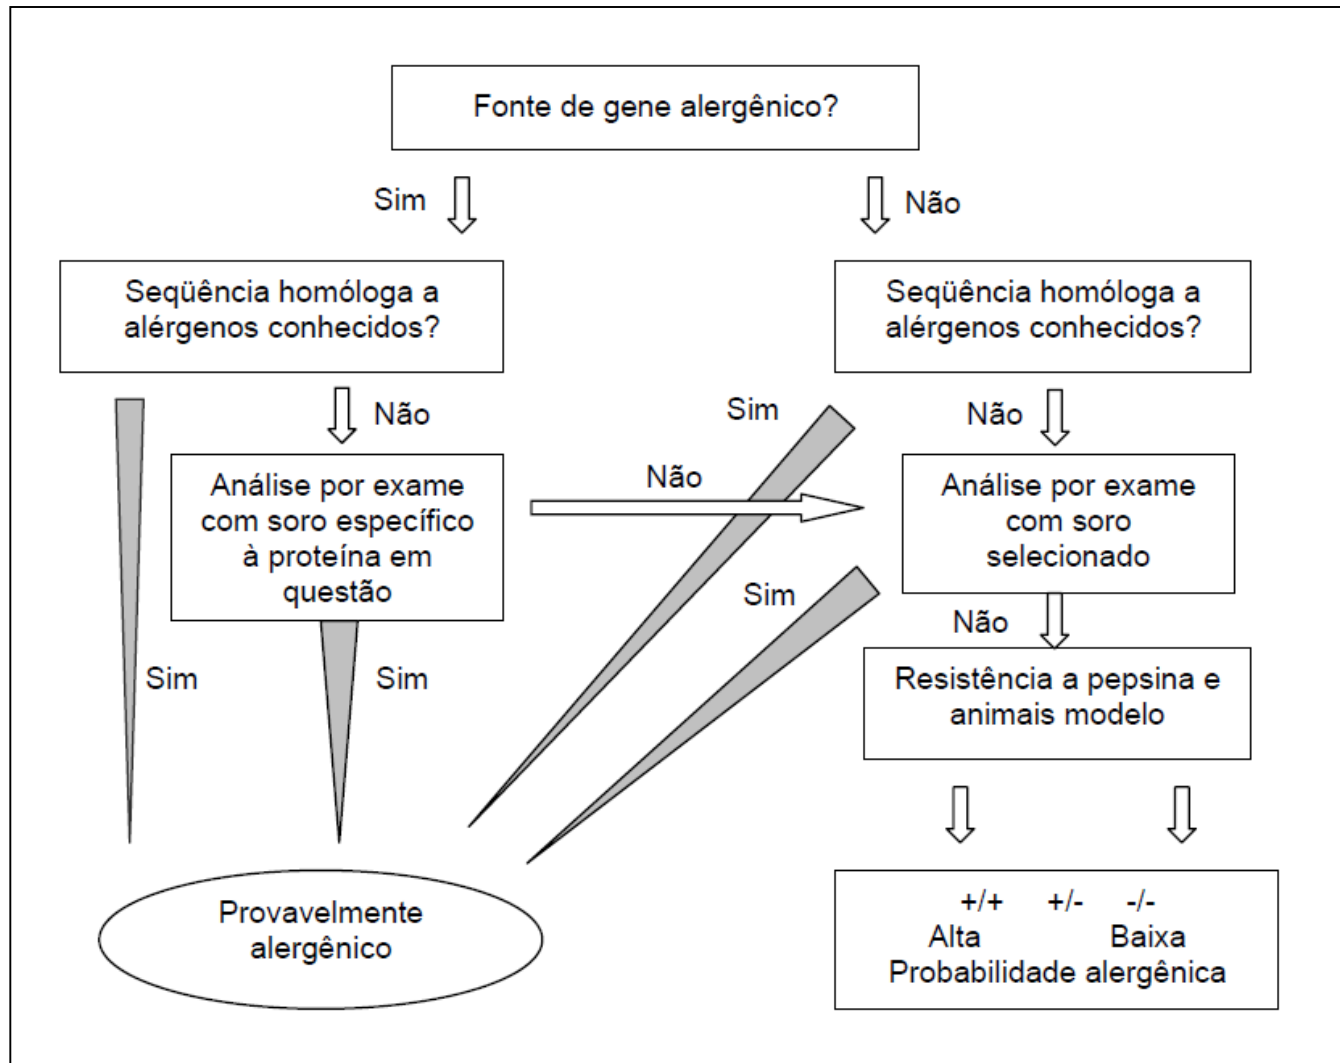 Fonte de gene alergênico?
Sim
Não
Seqüência homóloga a
alérgenos conhecidos?
Seqüência homóloga a
alérgenos conhecidos?
Não
Sim
Não
Análise por exame
com soro específico
à proteína em
questão
Não
Análise por exame
com soro
selecionado
Sim
Não
Sim
Sim
Resistência a pepsina e
animais modelo
Provavelmente
alergênico
+/+ +/- -/-
Alta Baixa
Probabilidade alergênica